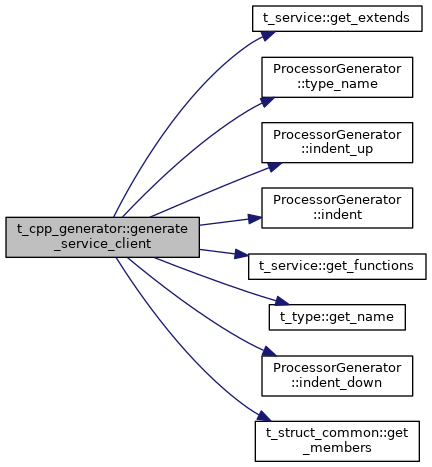 t_service::get_extends
ProcessorGenerator
::type_name
ProcessorGenerator
::indent_up
ProcessorGenerator
::indent
t_cpp_generator::generate
_service_client
t_service::get_functions
t_type::get_name
ProcessorGenerator
::indent_down
t_struct_common::get
_members